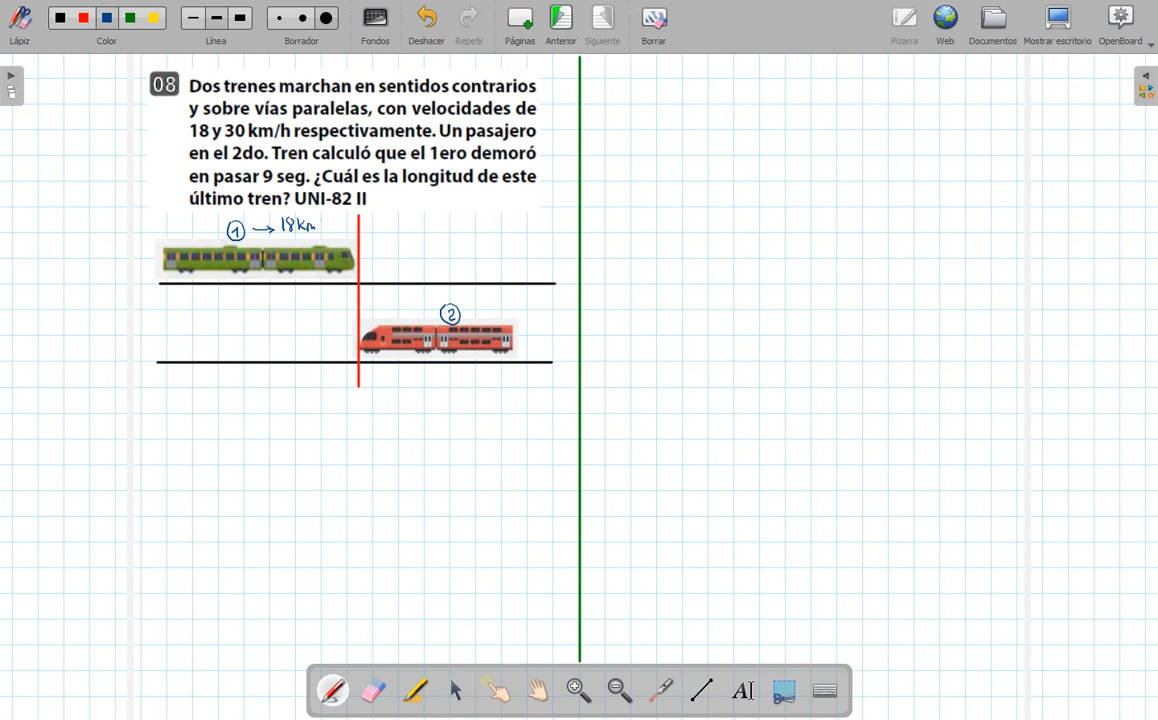 Lápiz
Color
Línea
Borrador
Fondos
Deshacer
Repetir
Páginas
Anterior
Siguiente
Borrar
Pizarra
Web
Documentos
Mostrar escritorio
OpenBoard
08
Dos trenes marchan en sentidos contrarios
y sobre vías paralelas, con velocidades de
18 y 30 km/h respectivamente. Un pasajero
en el 2do. Tren calculó que el 1ero demoró
en pasar 9 seg. ¿Cuál es la longitud de este
último tren? UNI-82 II
1 → 18km
2